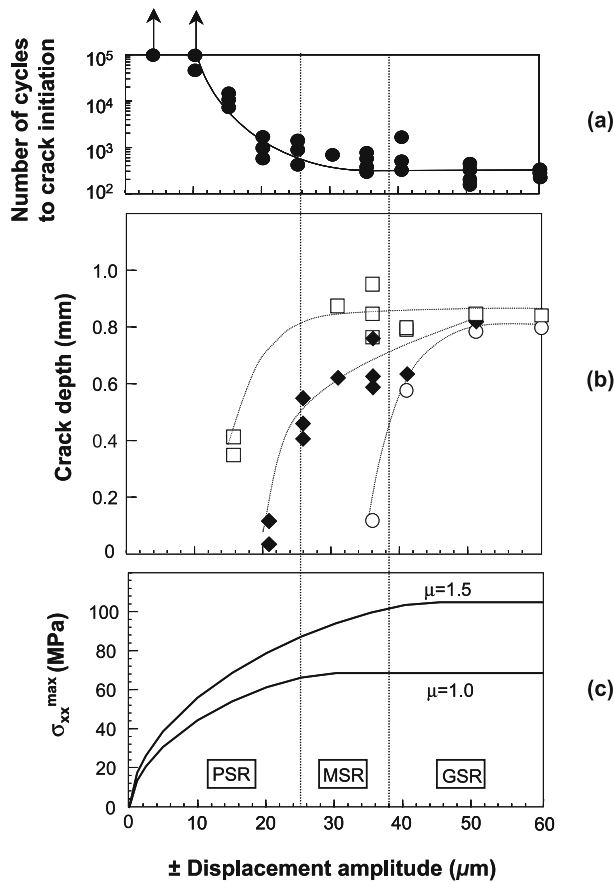 Number of cycles
to crack initiation
10^5
10^4
10^3
10^2
(a)
Crack depth (mm)
1.0
0.8
0.6
0.4
0.2
0
(b)
σ_xx^max (MPa)
100
80
60
40
20
0
μ=1.5
μ=1.0
PSR
MSR
GSR
(c)
0
10
20
30
40
50
60
± Displacement amplitude (μm)